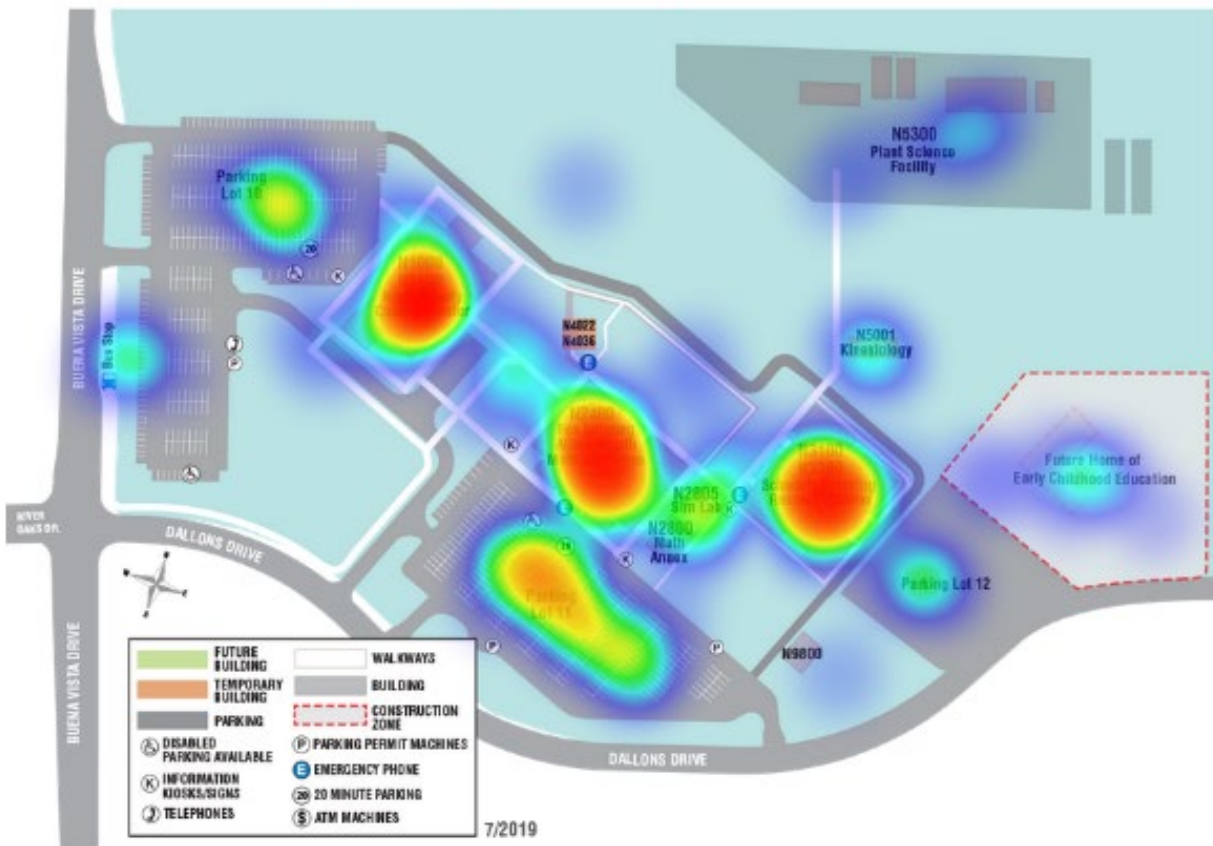 N5300
Plant Science
Facility
Parking
Lot 10
20
K
BUENA VISTA DRIVE
Bus Stop
P
N4022
N4036
E
N5001
Kinesiology
K
N2805
Sim Lab
E
K
N2800
Math
Annex
E
K
Future Home of
Early Childhood Education
RIVER
OAKS DR.
DALLONS DRIVE
20
Parking
Lot 11
Parking Lot 12
P
P
N9800
BUENA VISTA DRIVE
DALLONS DRIVE
FUTURE
BUILDING
TEMPORARY
BUILDING
PARKING
DISABLED
PARKING AVAILABLE
K INFORMATION
KIOSKS/SIGNS
TELEPHONES
WALKWAYS
BUILDING
CONSTRUCTION
ZONE
P PARKING PERMIT MACHINES
E EMERGENCY PHONE
20 20 MINUTE PARKING
$ ATM MACHINES
7/2019